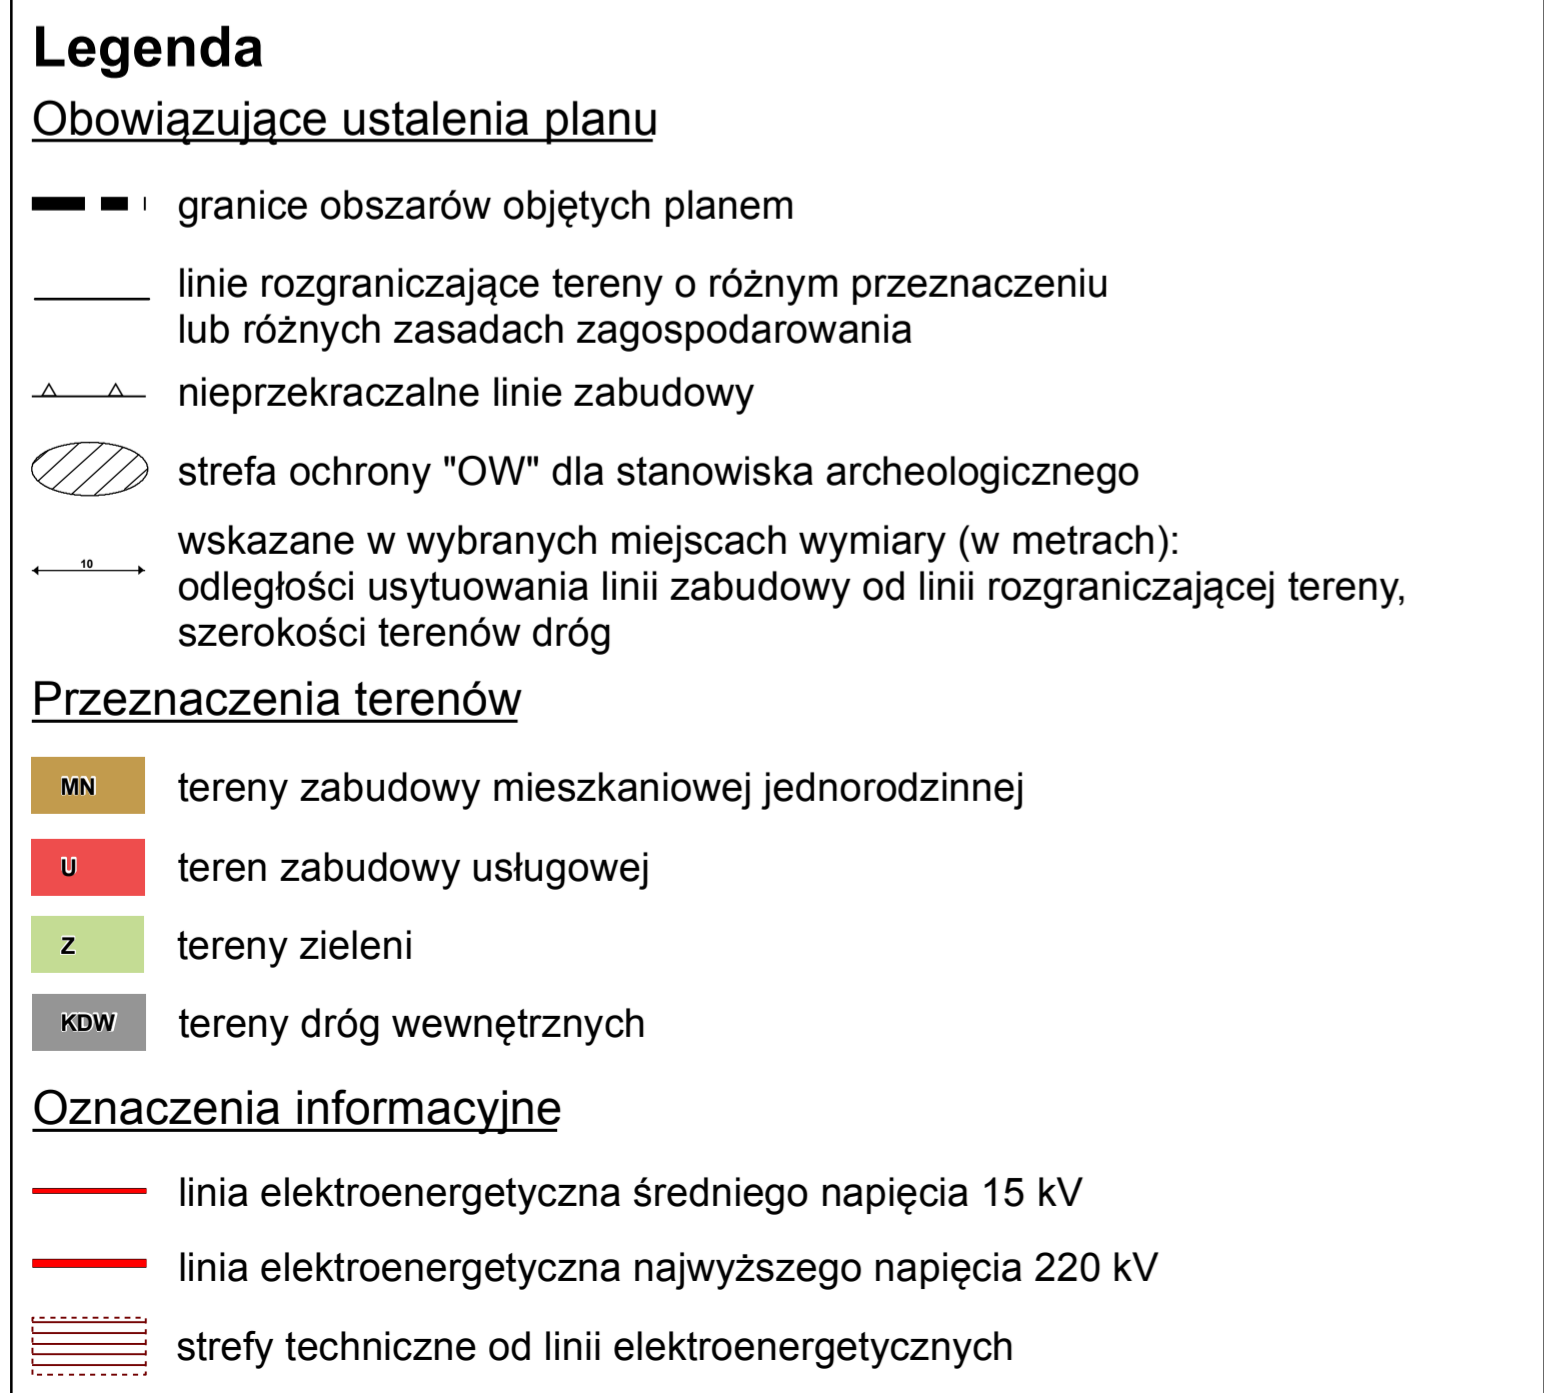 Legenda
Obowiązujące ustalenia planu
granice obszarów objętych planem
linie rozgraniczające tereny o różnym przeznaczeniu
lub różnych zasadach zagospodarowania
nieprzekraczalne linie zabudowy
strefa ochrony "OW" dla stanowiska archeologicznego
wskazane w wybranych miejscach wymiary (w metrach):
10
odległości usytuowania linii zabudowy od linii rozgraniczającej tereny,
szerokości terenów dróg
Przeznaczenia terenów
MN tereny zabudowy mieszkaniowej jednorodzinnej
U teren zabudowy usługowej
Z tereny zieleni
KDW tereny dróg wewnętrznych
Oznaczenia informacyjne
linia elektroenergetyczna średniego napięcia 15 kV
linia elektroenergetyczna najwyższego napięcia 220 kV
strefy techniczne od linii elektroenergetycznych